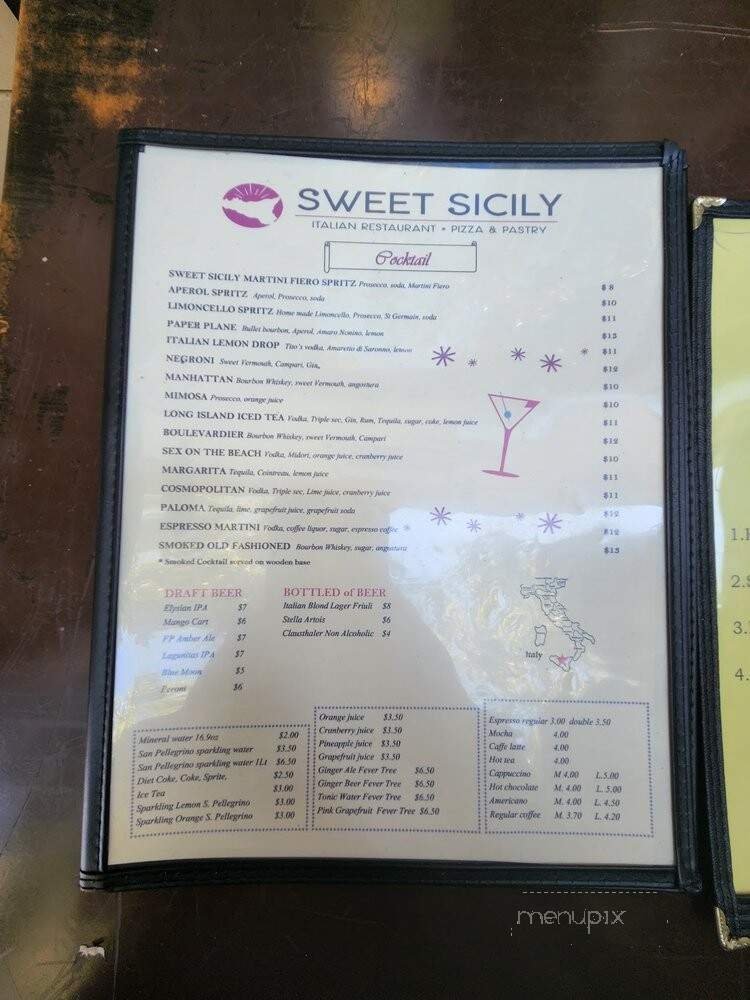 SWEET SICILY
ITALIAN RESTAURANT • PIZZA & PASTRY
Cocktail
SWEET SICILY MARTINI FIERO SPRITZ Prosecco, soda, Martini Fiero $ 8
APEROL SPRITZ Aperol, Prosecco, soda $10
LIMONCELLO SPRITZ Home made Limoncello, Prosecco, St Germain, soda $11
PAPER PLANE Bullet bourbon, Aperol, Amaro Nonino, lemon $13
ITALIAN LEMON DROP Tito's vodka, Amaretto di Saronno, lemon $11
NEGRONI Sweet Vermouth, Campari, Gin, $12
MANHATTAN Bourbon Whiskey, sweet Vermouth, angostura $10
MIMOSA Prosecco, orange juice $10
LONG ISLAND ICED TEA Vodka, Triple sec, Gin, Rum, Tequila, sugar, coke, lemon juice $11
BOULEVARDIER Bourbon Whiskey, sweet Vermouth, Campari $12
SEX ON THE BEACH Vodka, Midori, orange juice, cranberry juice $10
MARGARITA Tequila, Cointreau, lemon juice $11
COSMOPOLITAN Vodka, Triple sec, Lime juice, cranberry juice $11
PALOMA Tequila, lime, grapefruit juice, grapefruit soda $12
ESPRESSO MARTINI Vodka, coffee liquor, sugar, espresso coffee $12
SMOKED OLD FASHIONED Bourbon Whiskey, sugar, angostura $13
* Smoked Cocktail served on wooden base
DRAFT BEER
Elysian IPA $7
Mango Cart $6
FP Amber Ale $7
Lagunitas IPA $7
Blue Moon $5
Peroni $6
BOTTLED of BEER
Italian Blond Lager Friuli $8
Stella Artois $6
Clausthaler Non Alcoholic $4
Italy
Mineral water 16.9oz $2.00
San Pellegrino sparkling water $3.50
San Pellegrino sparkling water 1Lt $6.50
Diet Coke, Coke, Sprite, $2.50
Ice Tea $3.00
Sparkling Lemon S. Pellegrino $3.00
Sparkling Orange S. Pellegrino $3.00
Orange juice $3.50
Cranberry juice $3.50
Pineapple juice $3.50
Grapefruit juice $3.50
Ginger Ale Fever Tree $6.50
Ginger Beer Fever Tree $6.50
Tonic Water Fever Tree $6.50
Pink Grapefruit Fever Tree $6.50
Espresso regular 3.00 double 3.50
Mocha 4.00
Caffe latte 4.00
Hot tea 4.00
Cappuccino M 4.00 L.5.00
Hot chocolate M. 4.00 L. 5.00
Americano M. 4.00 L. 4.50
Regular coffee M. 3.70 L. 4.20
1.
2.
3.
4.
menupix